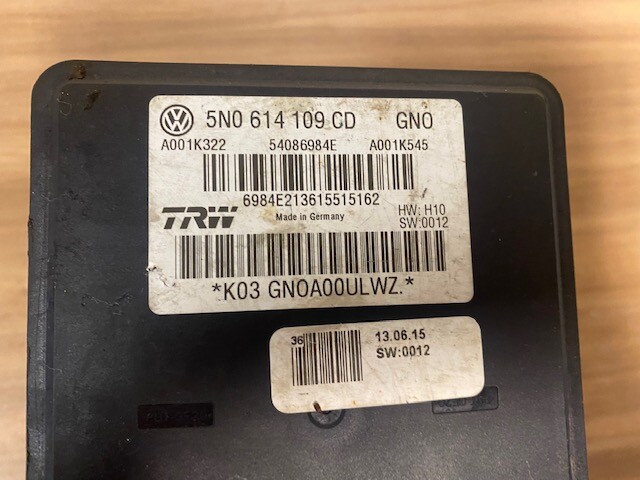 5N0 614 109 CD GNO
A001K322 54086984E A001K545
6984E213615515162
TRW Made in Germany HW: H10
SW:0012
*K03 GNOA00ULWZ.*
36 13.06.15
SW:0012